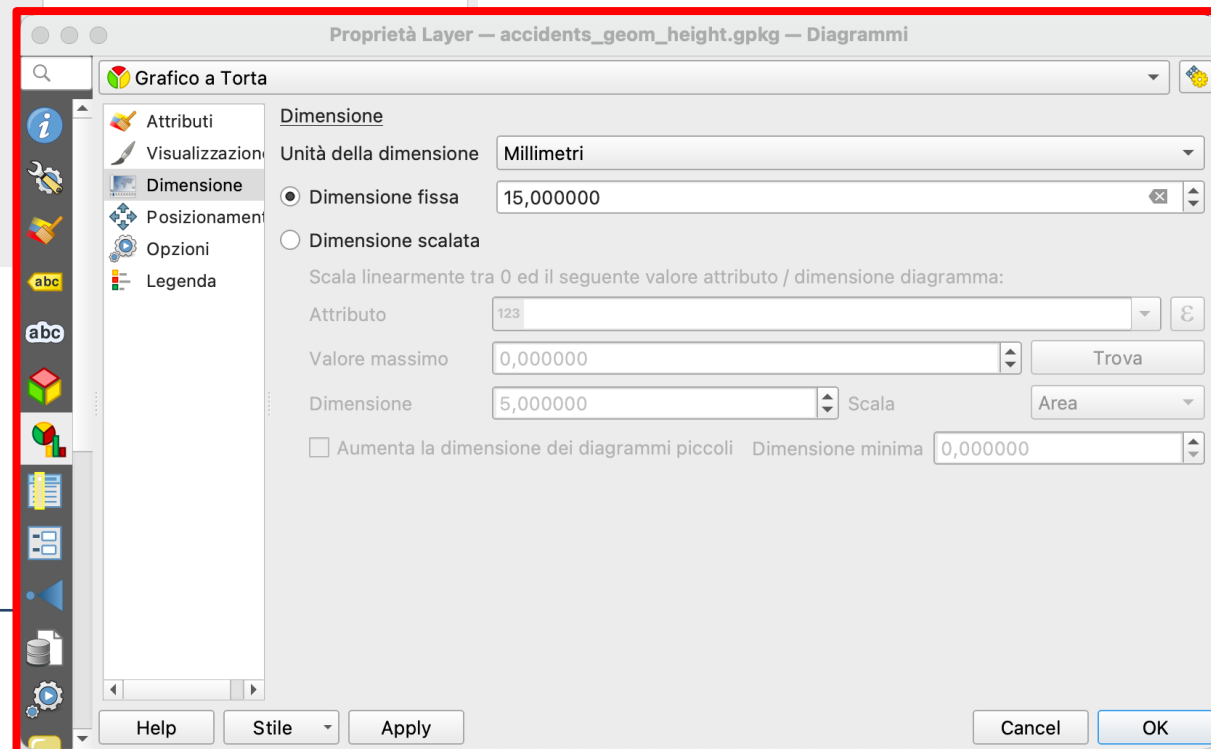 Proprietà Layer — accidents_geom_height.gpkg — Diagrammi
Grafico a Torta
Attributi
Visualizzazion
Dimensione
Posizionament
Opzioni
Legenda
Dimensione
Unità della dimensione Millimetri
Dimensione fissa 15,000000
Dimensione scalata
Scala linearmente tra 0 ed il seguente valore attributo / dimensione diagramma:
Attributo 123 ε
Valore massimo 0,000000 Trova
Dimensione 5,000000 Scala Area
Aumenta la dimensione dei diagrammi piccoli Dimensione minima 0,000000
abc
abc
Help Stile Apply Cancel OK